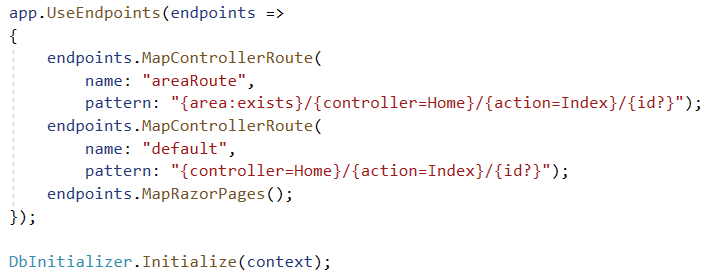 app.UseEndpoints(endpoints =>
{
    endpoints.MapControllerRoute(
        name: "areaRoute",
        pattern: "{area:exists}/{controller=Home}/{action=Index}/{id?}");
    endpoints.MapControllerRoute(
        name: "default",
        pattern: "{controller=Home}/{action=Index}/{id?}");
    endpoints.MapRazorPages();
});

DbInitializer.Initialize(context);